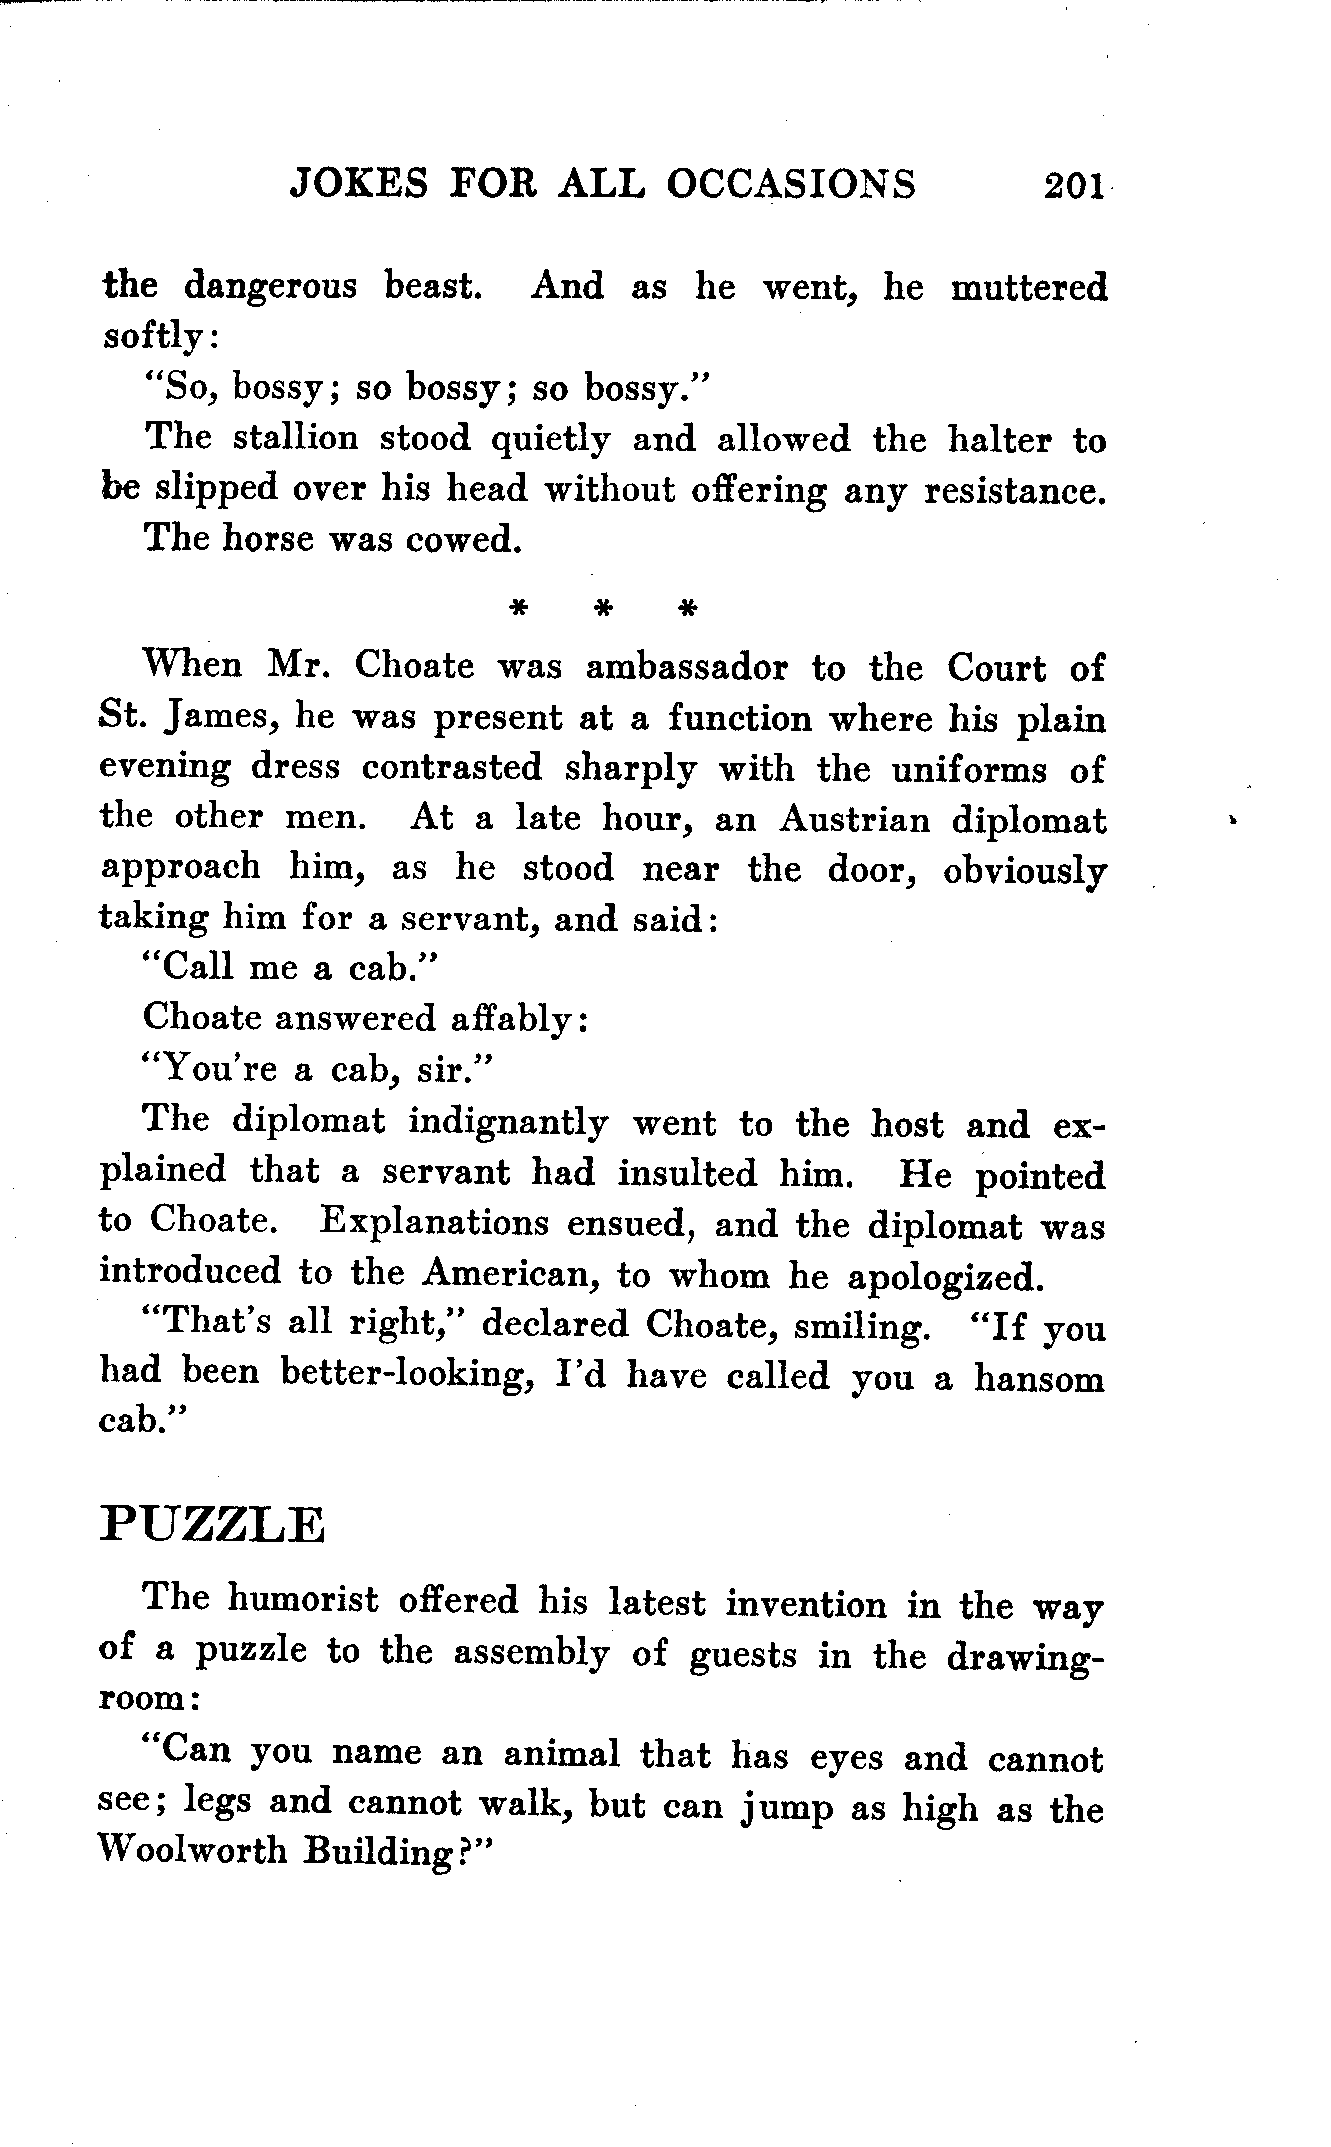 JOKES FOR ALL OCCASIONS 201
the dangerous beast. And as he went, he muttered
softly:
"So, bossy; so bossy; so bossy."
The stallion stood quietly and allowed the halter to
be slipped over his head without offering any resistance.
The horse was cowed.
* * *
When Mr. Choate was ambassador to the Court of
St. James, he was present at a function where his plain
evening dress contrasted sharply with the uniforms of
the other men. At a late hour, an Austrian diplomat
approach him, as he stood near the door, obviously
taking him for a servant, and said:
"Call me a cab."
Choate answered affably:
"You're a cab, sir."
The diplomat indignantly went to the host and ex-
plained that a servant had insulted him. He pointed
to Choate. Explanations ensued, and the diplomat was
introduced to the American, to whom he apologized.
"That's all right," declared Choate, smiling. "If you
had been better-looking, I'd have called you a hansom
cab."
PUZZLE
The humorist offered his latest invention in the way
of a puzzle to the assembly of guests in the drawing-
room:
"Can you name an animal that has eyes and cannot
see; legs and cannot walk, but can jump as high as the
Woolworth Building?"